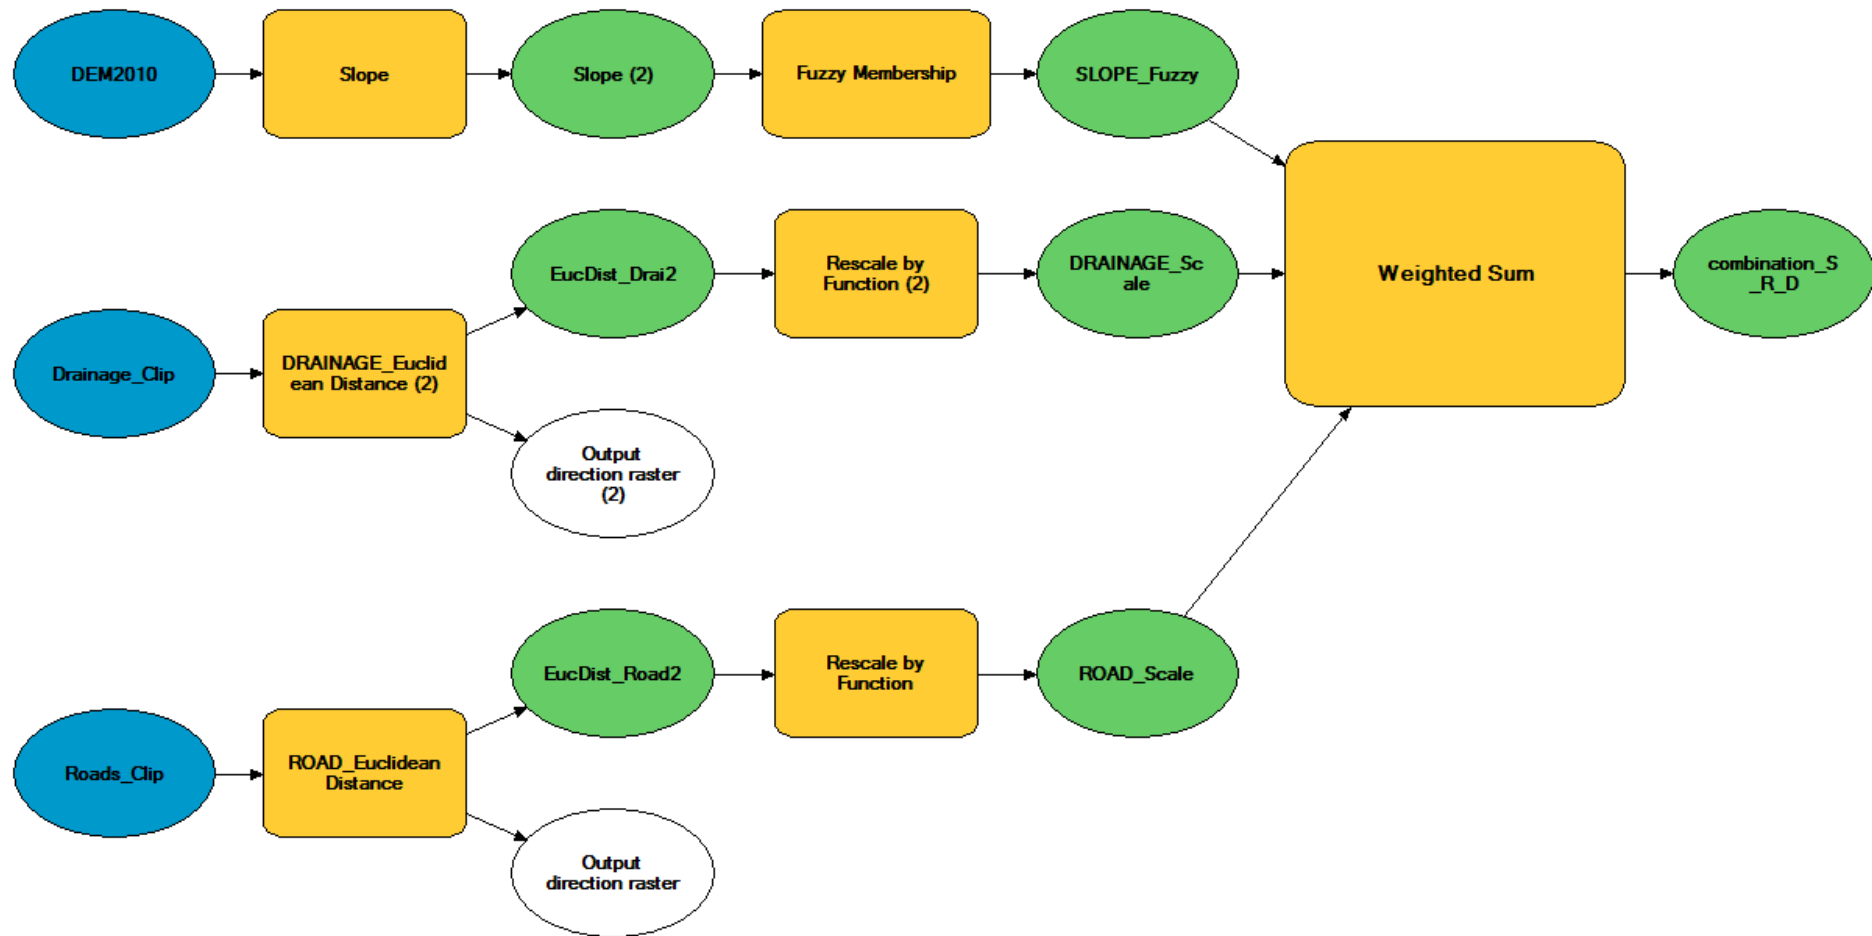 DEM2010
Slope
Slope (2)
Fuzzy Membership
SLOPE_Fuzzy
Drainage_Clip
DRAINAGE_Euclid
ean Distance (2)
EucDist_Drai2
Output
direction raster
(2)
Rescale by
Function (2)
DRAINAGE_Sc
ale
Weighted Sum
combination_S
_R_D
Roads_Clip
ROAD_Euclidean
Distance
EucDist_Road2
Output
direction raster
Rescale by
Function
ROAD_Scale